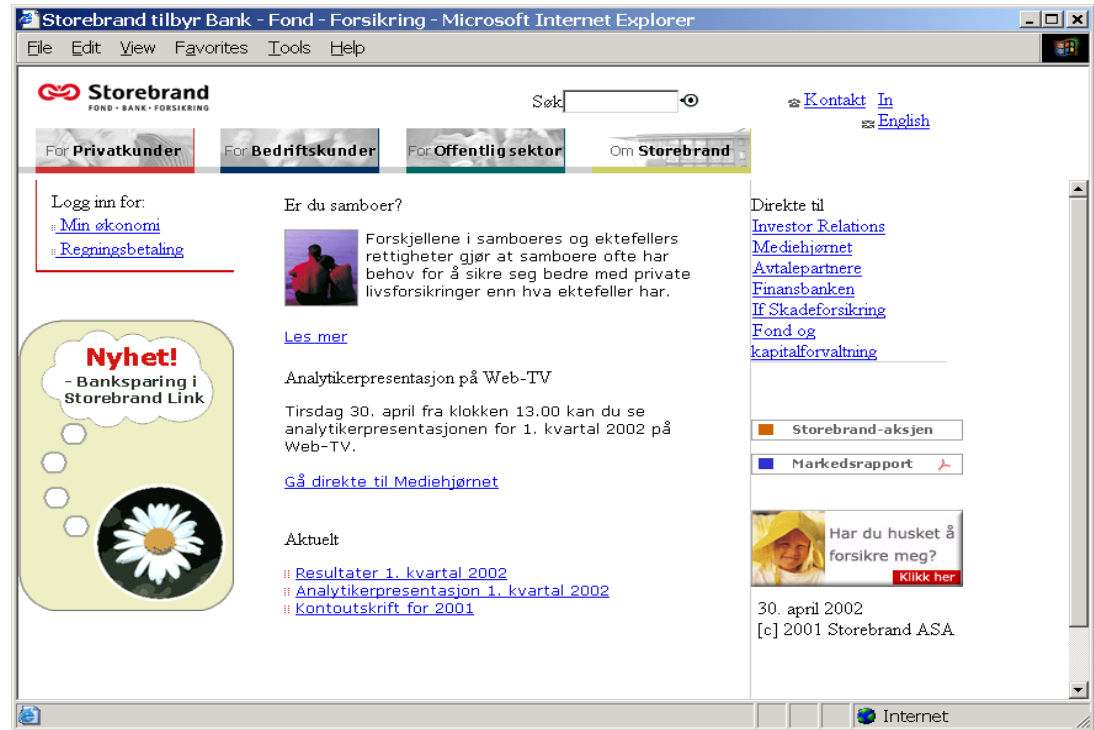 Storebrand tilbyr Bank - Fond - Forsikring - Microsoft Internet Explorer
File Edit View Favorites Tools Help
Storebrand
FOND · BANK · FORSIKRING
Søk
Kontakt In
English
For Privatkunder
For Bedriftskunder
For Offentlig sektor
Om Storebrand
Logg inn for:
Min økonomi
Regningsbetaling
Nyhet!
- Banksparing i
Storebrand Link
Er du samboer?
Forskjellene i samboeres og ektefellers
rettigheter gjør at samboere ofte har
behov for å sikre seg bedre med private
livsforsikringer enn hva ektefeller har.
Les mer
Analytikerpresentasjon på Web-TV
Tirsdag 30. april fra klokken 13.00 kan du se
analytikerpresentasjonen for 1. kvartal 2002 på
Web-TV.
Gå direkte til Mediehjørnet
Aktuelt
Resultater 1. kvartal 2002
Analytikerpresentasjon 1. kvartal 2002
Kontoutskrift for 2001
Direkte til
Investor Relations
Mediehjørnet
Avtalepartnere
Finansbanken
If Skadeforsikring
Fond og
kapitalforvaltning
Storebrand-aksjen
Markedsrapport
Har du husket å
forsikre meg?
Klikk her
30. april 2002
[c] 2001 Storebrand ASA
Internet